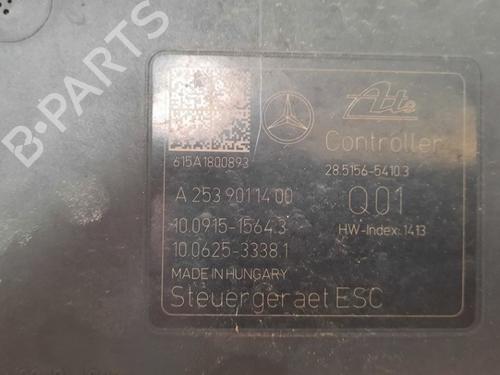 B-PARTS
Ate
Controller
615A1800893
28.5156-5410.3
A 253 901 14 00
Q01
10.0915-1564.3
HW-Index: 1413
10.0625-3338.1
MADE IN HUNGARY
Steuergeraet ESC